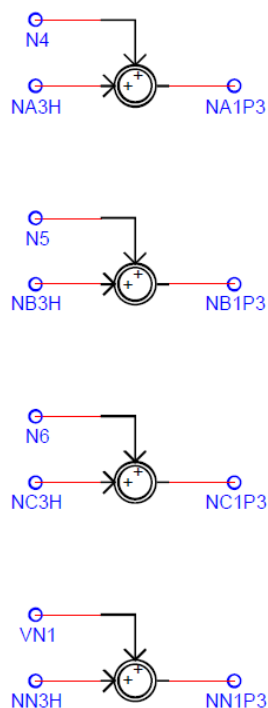 N4
+
NA3H + NA1P3
N5
+
NB3H + NB1P3
N6
+
NC3H + NC1P3
VN1
+
NN3H + NN1P3